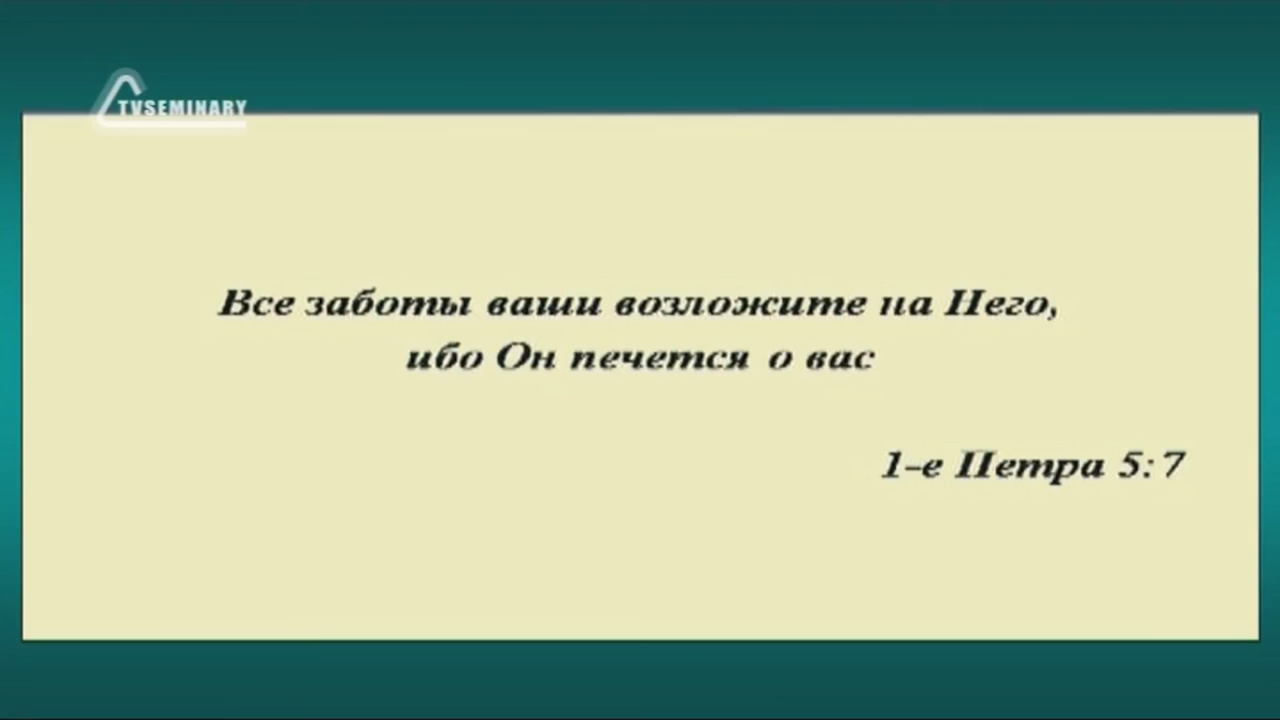 TVSEMINARY
Все заботы ваши возложите на Него,
ибо Он печется о вас
1-е Петра 5:7